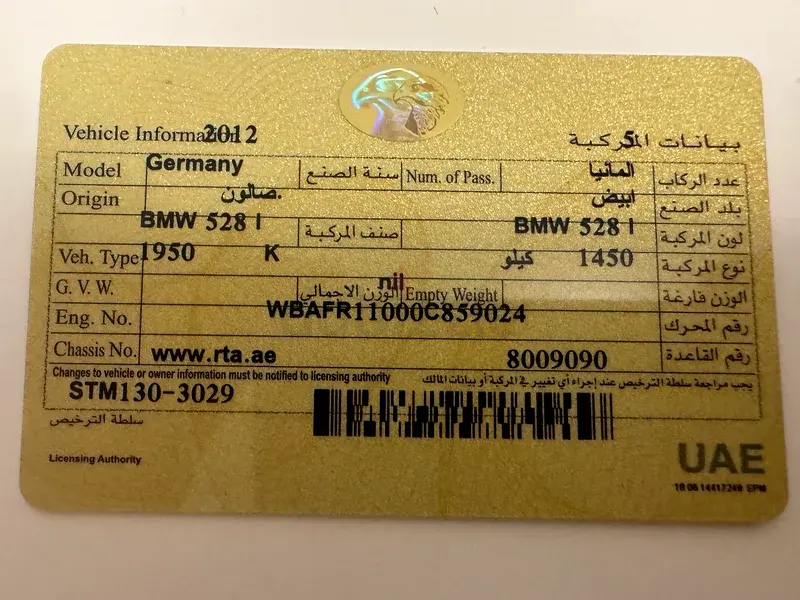 Vehicle Information 2012 5 بيانات المركبة
Model Germany سنة الصنع Num. of Pass. المانيا عدد الركاب
Origin صالون. ابيض بلد الصنع
BMW 528 I صنف المركبة BMW 528 I لون المركبة
Veh. Type 1950 K كيلو 1450 نوع المركبة
G. V. W. nil الوزن الاجمالي Empty Weight الوزن فارغة
Eng. No. WBAFR11000C859024 رقم المحرك
Chassis No. www.rta.ae 8009090 رقم القاعدة
Changes to vehicle or owner information must be notified to licensing authority يجب مراجعة سلطة الترخيص عند إجراء أي تغيير في المركبة أو بيانات المالك
STM130-3029
سلطة الترخيص
Licensing Authority
UAE